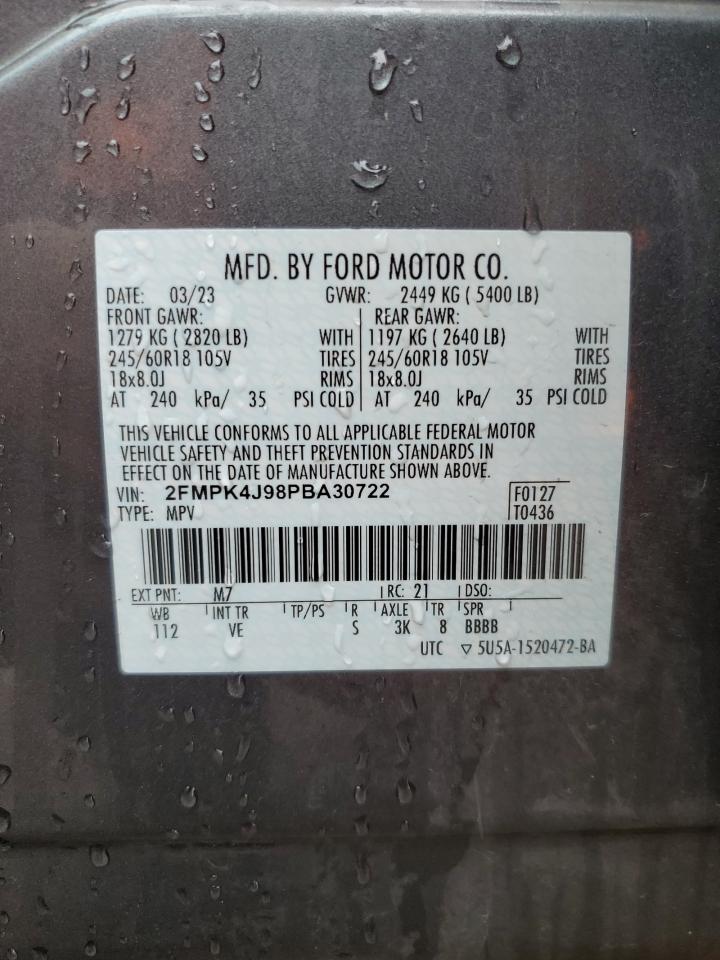 MFD. BY FORD MOTOR CO.
DATE: 03/23 GVWR: 2449 KG ( 5400 LB)
FRONT GAWR: REAR GAWR:
1279 KG ( 2820 LB) WITH 1197 KG ( 2640 LB) WITH
245/60R18 105V TIRES 245/60R18 105V TIRES
18x8.0J RIMS 18x8.0J RIMS
AT 240 kPa/ 35 PSI COLD AT 240 kPa/ 35 PSI COLD
THIS VEHICLE CONFORMS TO ALL APPLICABLE FEDERAL MOTOR
VEHICLE SAFETY AND THEFT PREVENTION STANDARDS IN
EFFECT ON THE DATE OF MANUFACTURE SHOWN ABOVE.
VIN: 2FMPK4J98PBA30722 F0127
TYPE: MPV T0436
EXT PNT: M7 RC: 21 DSO:
WB INT TR TP/PS R AXLE TR SPR
112 VE S 3K 8 BBBB
UTC ▽ 5U5A-1520472-BA